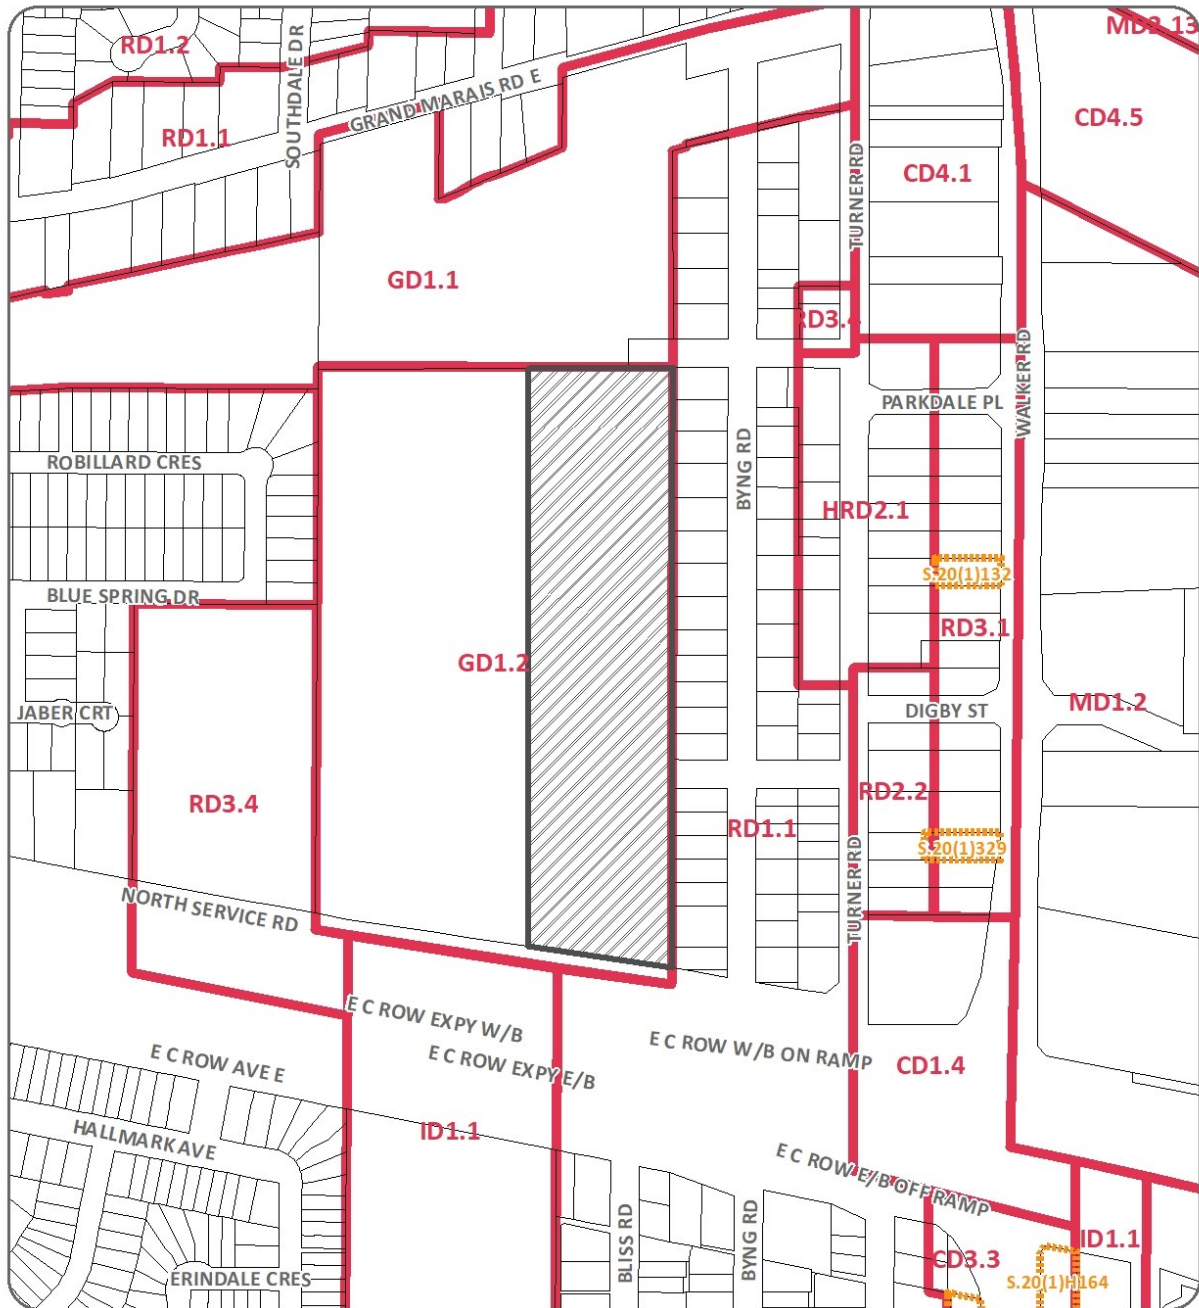 MD2.13
RD1.2
SOUTHDALE DR
GRAND MARAIS RD E
CD4.5
RD1.1
CD4.1
TURNER RD
GD1.1
RD3.4
WALKER RD
PARKDALE PL
ROBILLARD CRES
BYNG RD
HRD2.1
S.20(1)132
BLUE SPRING DR
RD3.1
GD1.2
MD1.2
JABER CRT
DIGBY ST
RD3.4
RD2.2
RD1.1
S.20(1)329
TURNER RD
NORTH SERVICE RD
E C ROW EXPY W/B
E C ROW W/B ON RAMP
E C ROW AVE E
E C ROW EXPY E/B
CD1.4
HALLMARK AVE
ID1.1
E C ROW E/B OFF RAMP
BLISS RD
BYNG RD
ID1.1
CD3.3
ERINDALE CRES
S.20(1)H164